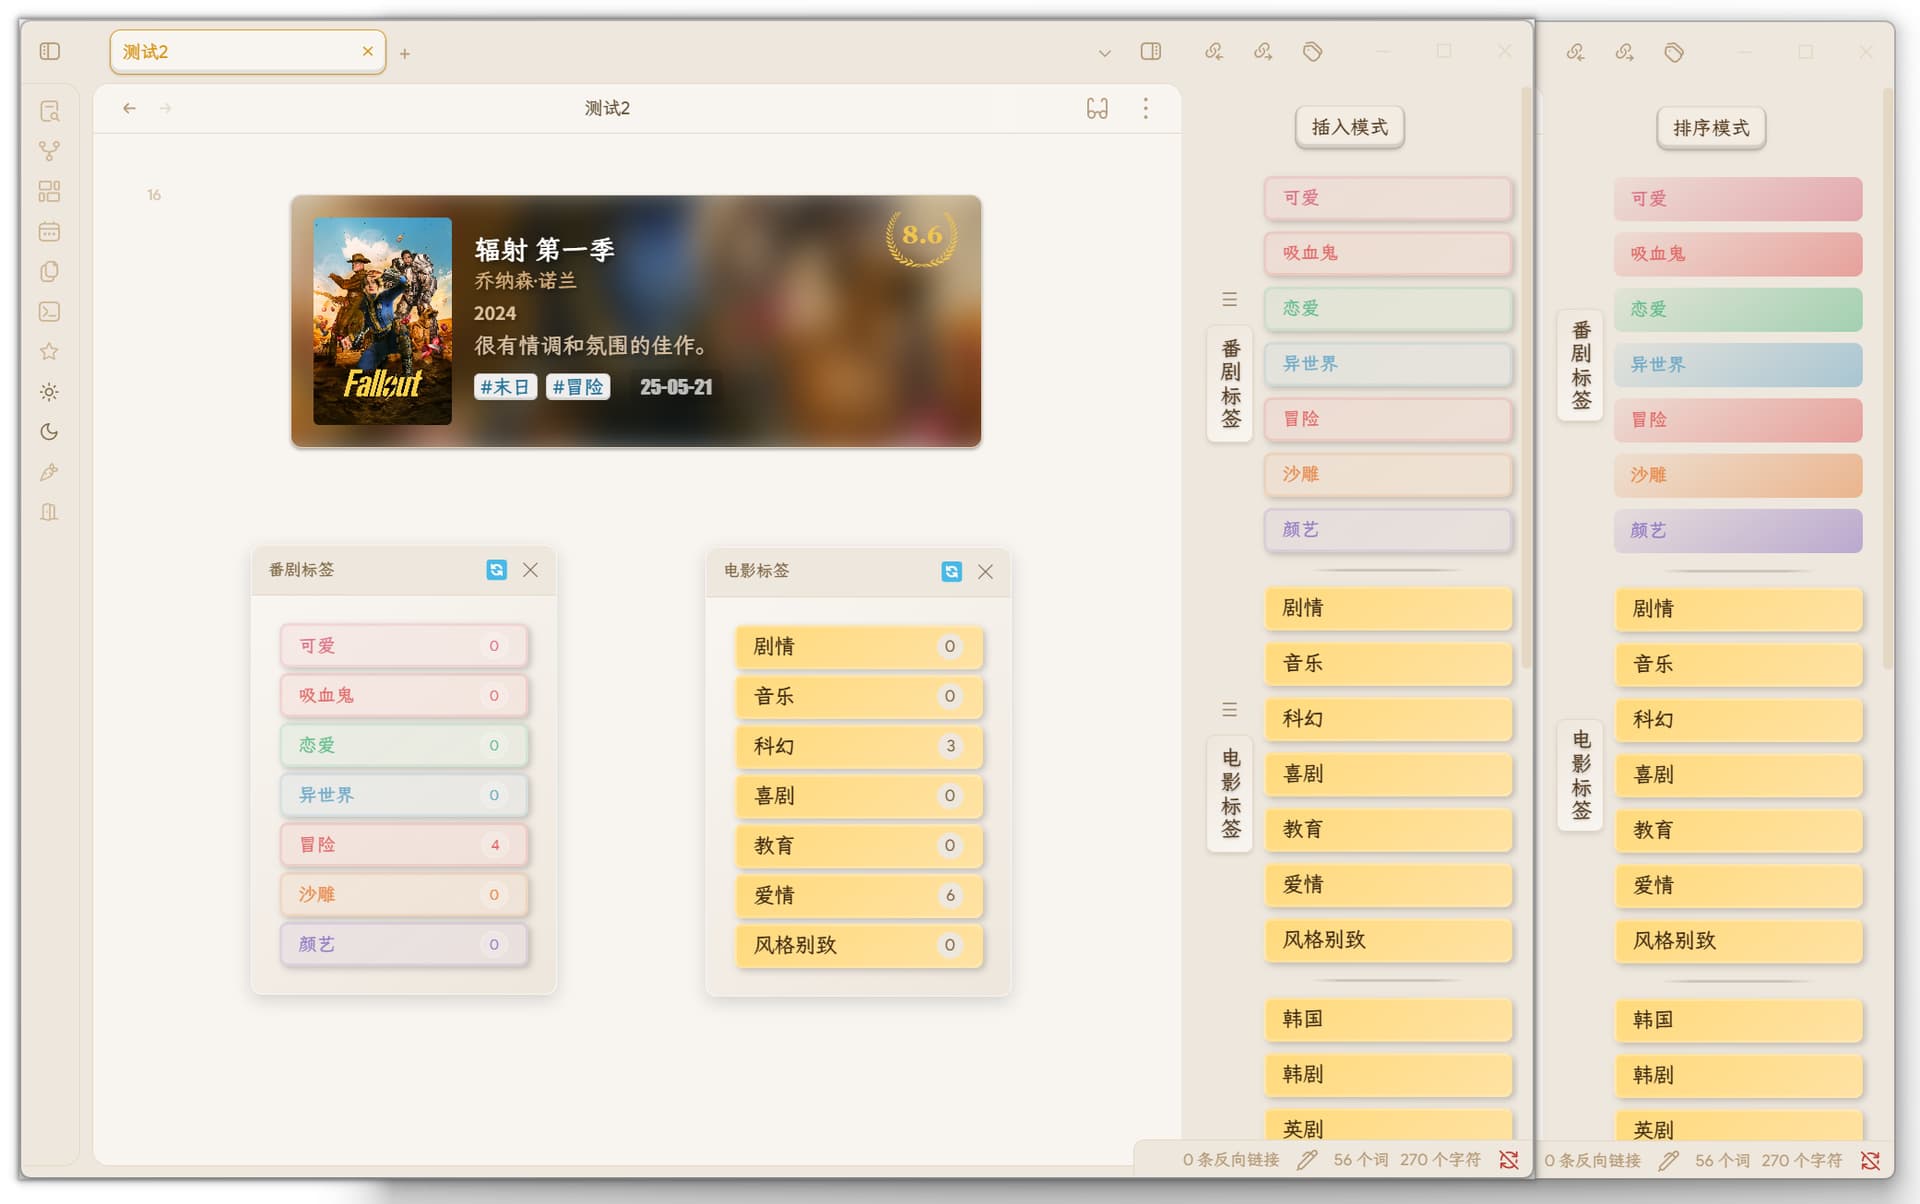 测试2
测试2
16
辐射 第一季
乔纳森·诺兰
2024
很有情调和氛围的佳作。
#末日 #冒险 25-05-21
8.6
Fallout
番剧标签
可爱 0
吸血鬼 0
恋爱 0
异世界 0
冒险 4
沙雕 0
颜艺 0
电影标签
剧情 0
音乐 0
科幻 3
喜剧 0
教育 0
爱情 6
风格别致 0
插入模式
番剧标签
可爱
吸血鬼
恋爱
异世界
冒险
沙雕
颜艺
电影标签
剧情
音乐
科幻
喜剧
教育
爱情
风格别致
韩国
韩剧
英剧
0 条反向链接 56 个词 270 个字符
排序模式
番剧标签
可爱
吸血鬼
恋爱
异世界
冒险
沙雕
颜艺
电影标签
剧情
音乐
科幻
喜剧
教育
爱情
风格别致
韩国
韩剧
英剧
0 条反向链接 56 个词 270 个字符